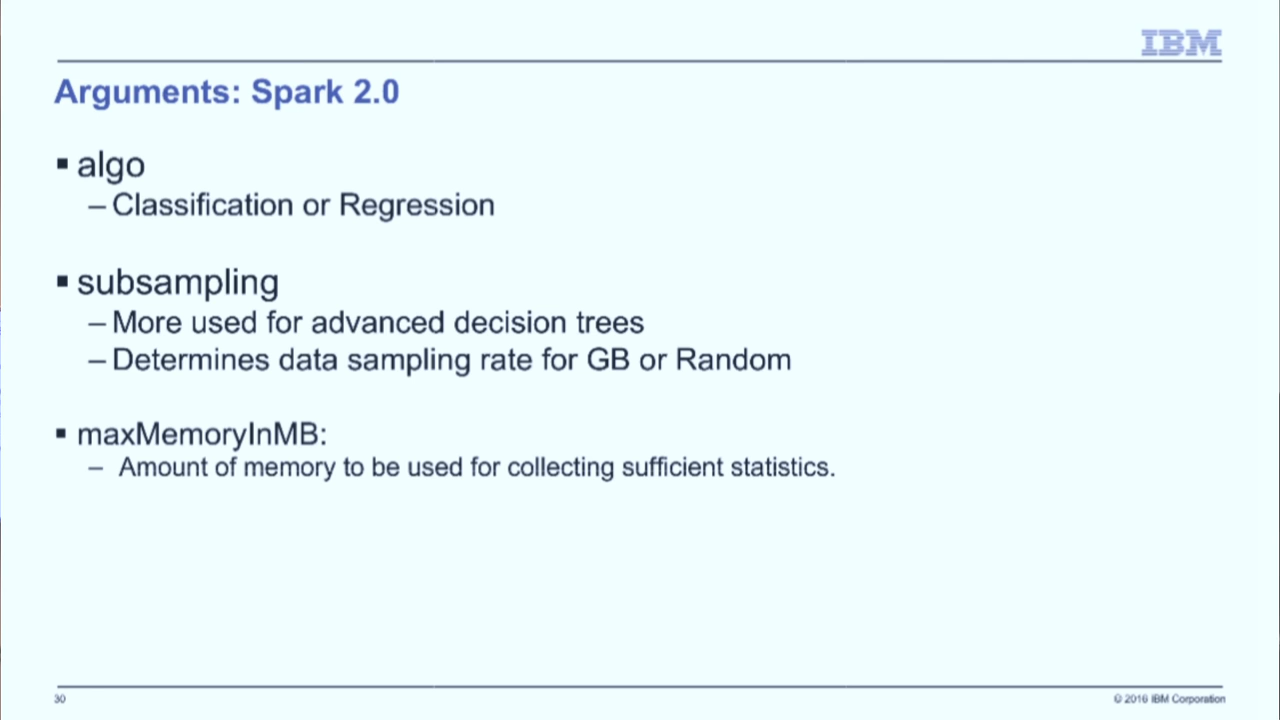 IBM
Arguments: Spark 2.0
▪ algo
– Classification or Regression
▪ subsampling
– More used for advanced decision trees
– Determines data sampling rate for GB or Random
▪ maxMemoryInMB:
– Amount of memory to be used for collecting sufficient statistics.
30
© 2016 IBM Corporation